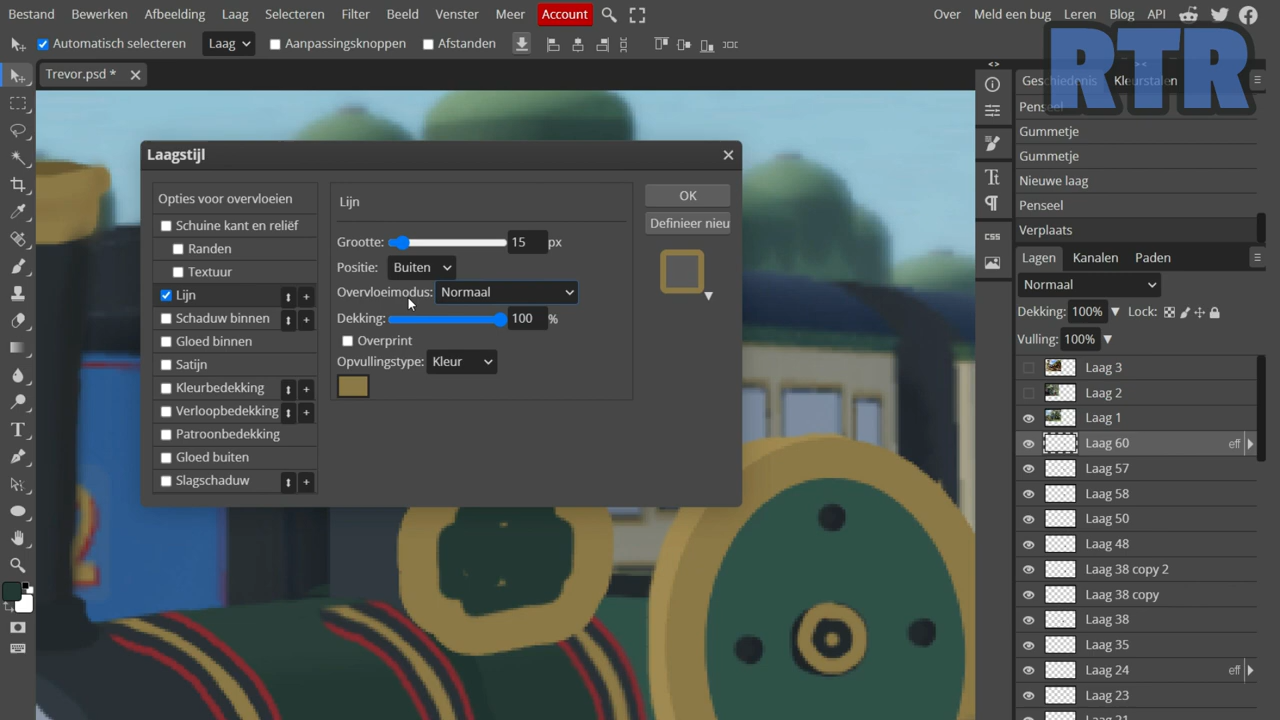 Bestand Bewerken Afbeelding Laag Selecteren Filter Beeld Venster Meer Account Over Meld een bug Leren Blog API
Automatisch selecteren Laag Aanpassingsknoppen Afstanden
RTR
Trevor.psd *
Geschiedenis Kleurstalen
Penseel
Gummetje
Gummetje
Nieuwe laag
Penseel
Verplaats
Laagstijl
Opties voor overvloeien
Schuine kant en reliëf
Randen
Textuur
Lijn
Schaduw binnen
Gloed binnen
Satijn
Kleurbedekking
Verloopbedekking
Patroonbedekking
Gloed buiten
Slagschaduw
Lijn
Grootte: 15 px
Positie: Buiten
Overvloeimodus: Normaal
Dekking: 100 %
Overprint
Opvullingstype: Kleur
OK
Definieer nieu
CSS
Lagen Kanalen Paden
Normaal
Dekking: 100% Lock:
Vulling: 100%
Laag 3
Laag 2
Laag 1
Laag 60 eff
Laag 57
Laag 58
Laag 50
Laag 48
Laag 38 copy 2
Laag 38 copy
Laag 38
Laag 35
Laag 24 eff
Laag 23
2